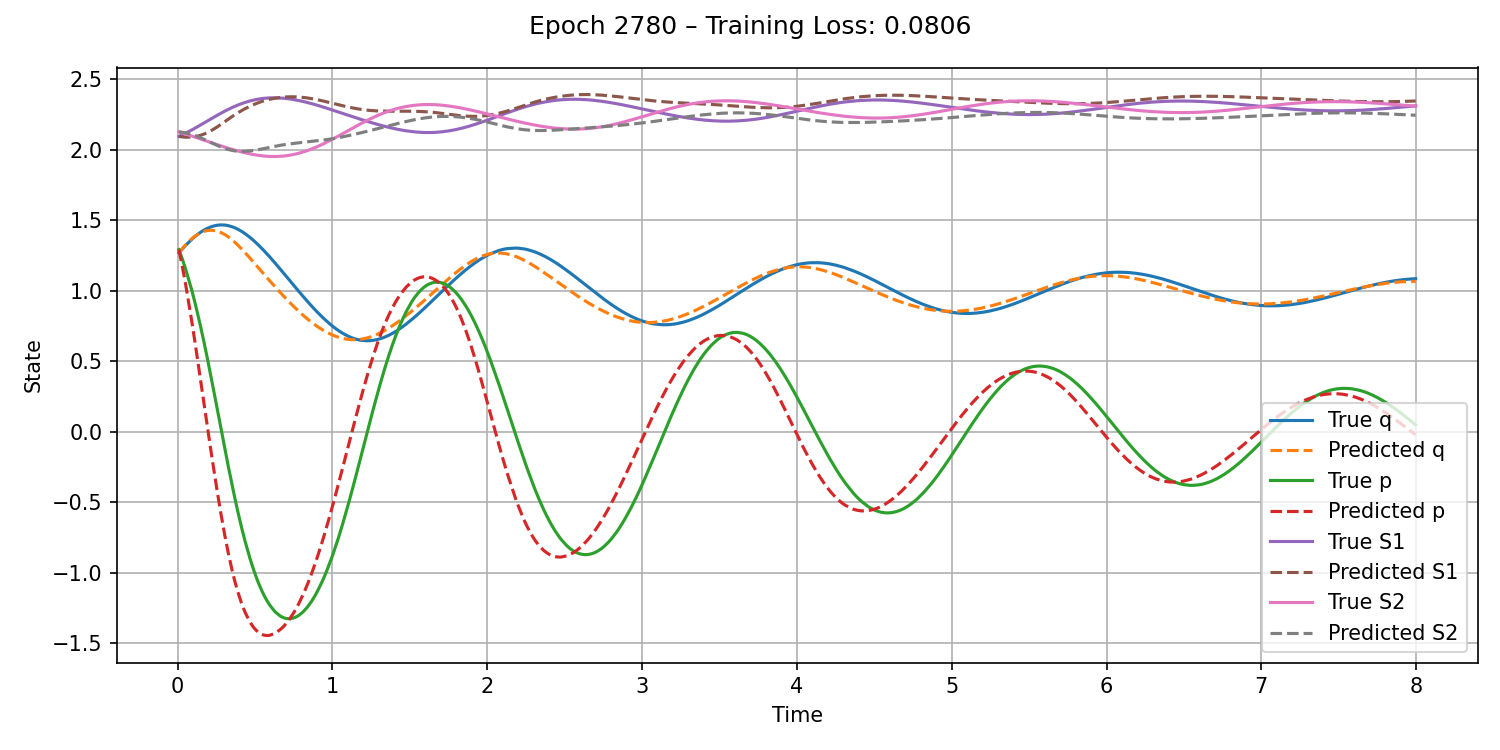 Epoch 2780 – Training Loss: 0.0806
2.5
2.0
1.5
1.0
0.5
0.0
−0.5
−1.0
−1.5
State
True q
Predicted q
True p
Predicted p
True S1
Predicted S1
True S2
Predicted S2
0 1 2 3 4 5 6 7 8
Time